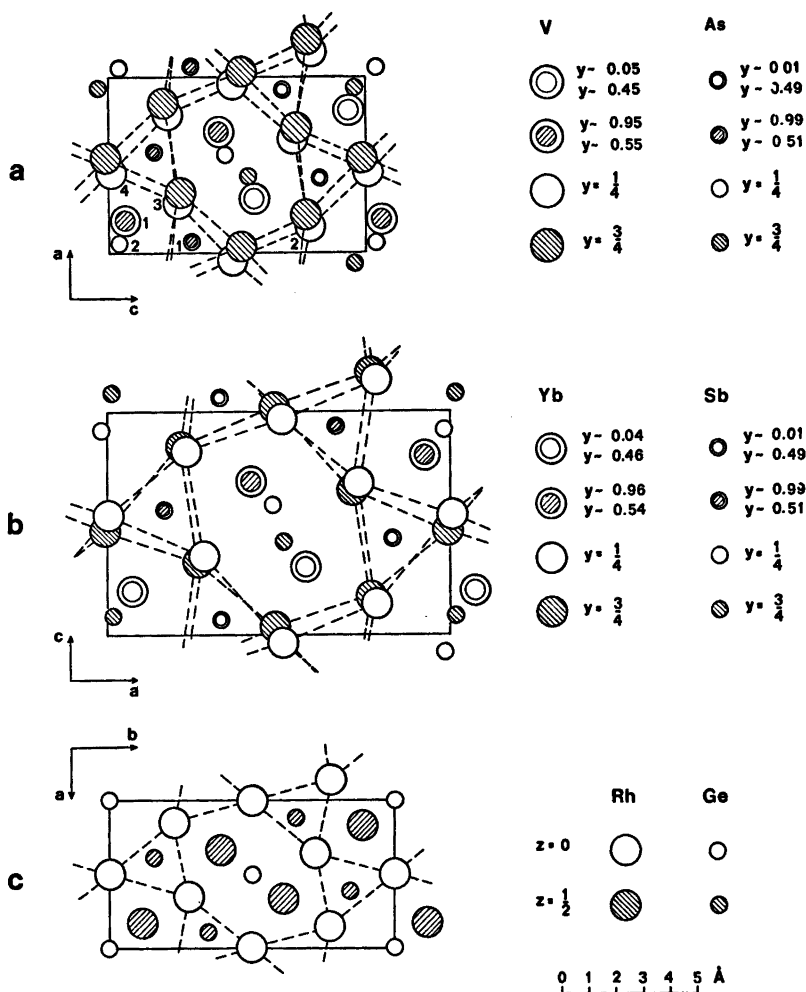 V As
y~ 0.05
y~ 0.45
y~ 0 01
y~ 0.49
y~ 0.95
y~ 0.55
y~ 0.99
y~ 0 51
y= 1/4
y= 1/4
y= 3/4
y= 3/4
a
4
3
1
2
1
2
a
c
Yb Sb
y~ 0.04
y~ 0.46
y~ 0.01
y~ 0.49
y~ 0.96
y~ 0.54
y~ 0.99
y~ 0.51
y= 1/4
y= 1/4
y= 3/4
y= 3/4
b
c
a
b
a
Rh Ge
z=0
z=1/2
c
0 1 2 3 4 5 Å